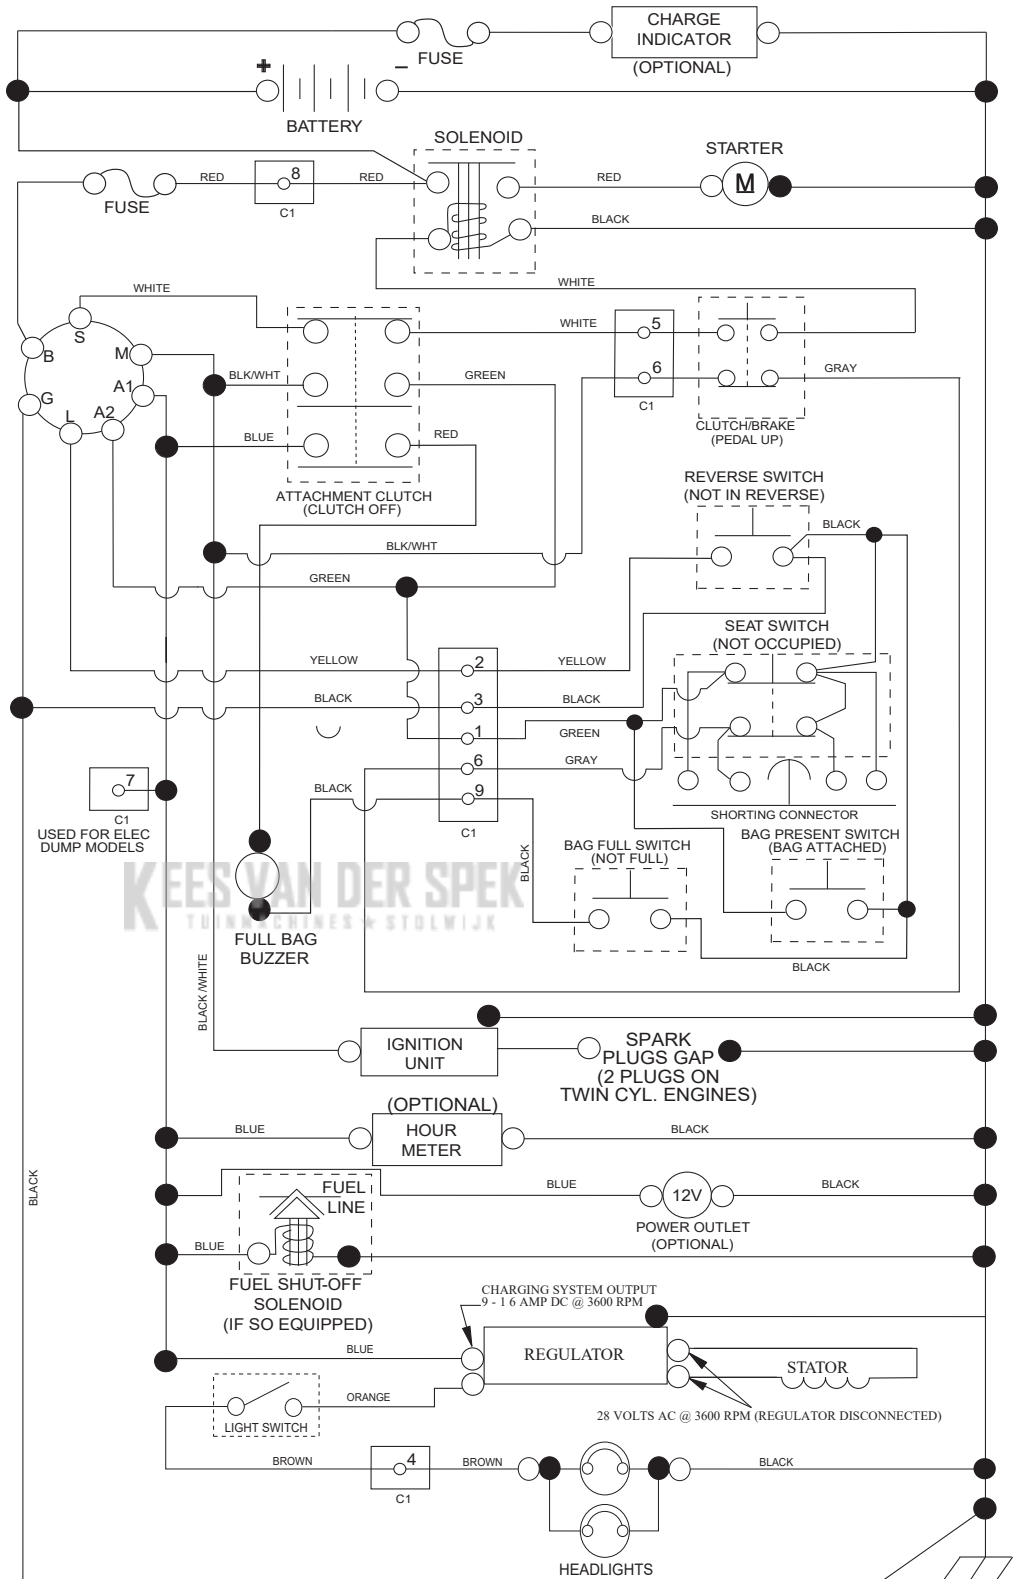 CHARGE
INDICATOR
(OPTIONAL)
FUSE
+
–
BATTERY
SOLENOID
STARTER
M
RED
8
RED
C1
FUSE
RED
BLACK
WHITE
WHITE
S
B
M
A1
G
L
A2
BLK/WHT
BLUE
GREEN
RED
WHITE
5
6
C1
GRAY
CLUTCH/BRAKE
(PEDAL UP)
ATTACHMENT CLUTCH
(CLUTCH OFF)
REVERSE SWITCH
(NOT IN REVERSE)
BLACK
BLK/WHT
GREEN
SEAT SWITCH
(NOT OCCUPIED)
YELLOW
2
YELLOW
BLACK
3
BLACK
1
GREEN
6
GRAY
BLACK
9
C1
7
C1
USED FOR ELEC
DUMP MODELS
SHORTING CONNECTOR
BAG FULL SWITCH
(NOT FULL)
BAG PRESENT SWITCH
(BAG ATTACHED)
BLACK
KEES VAN DER SPEK
TUINMACHINES ★ STOLWIJK
FULL BAG
BUZZER
BLACK
BLACK /WHITE
IGNITION
UNIT
SPARK
PLUGS GAP
(2 PLUGS ON
TWIN CYL. ENGINES)
(OPTIONAL)
HOUR
METER
BLUE
BLACK
BLACK
FUEL
LINE
BLUE
12V
BLACK
POWER OUTLET
(OPTIONAL)
BLUE
FUEL SHUT-OFF
SOLENOID
(IF SO EQUIPPED)
CHARGING SYSTEM OUTPUT
9 - 1 6 AMP DC @ 3600 RPM
BLUE
REGULATOR
STATOR
ORANGE
LIGHT SWITCH
28 VOLTS AC @ 3600 RPM (REGULATOR DISCONNECTED)
BROWN
4
C1
BROWN
BLACK
HEADLIGHTS